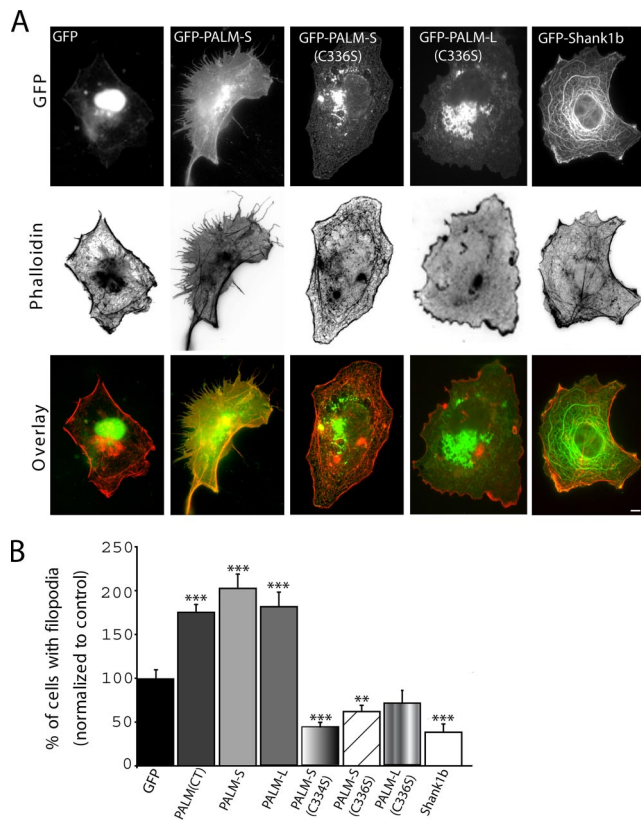 A
GFP
GFP-PALM-S
GFP-PALM-S
(C336S)
GFP-PALM-L
(C336S)
GFP-Shank1b
GFP
Phalloidin
Overlay
B
% of cells with filopodia
(normalized to control)
250
200
150
100
50
0
***
***
***
***
**
***
GFP
PALM(CT)
PALM-S
PALM-L
PALM-S
(C334S)
PALM-S
(C336S)
PALM-L
(C336S)
Shank1b